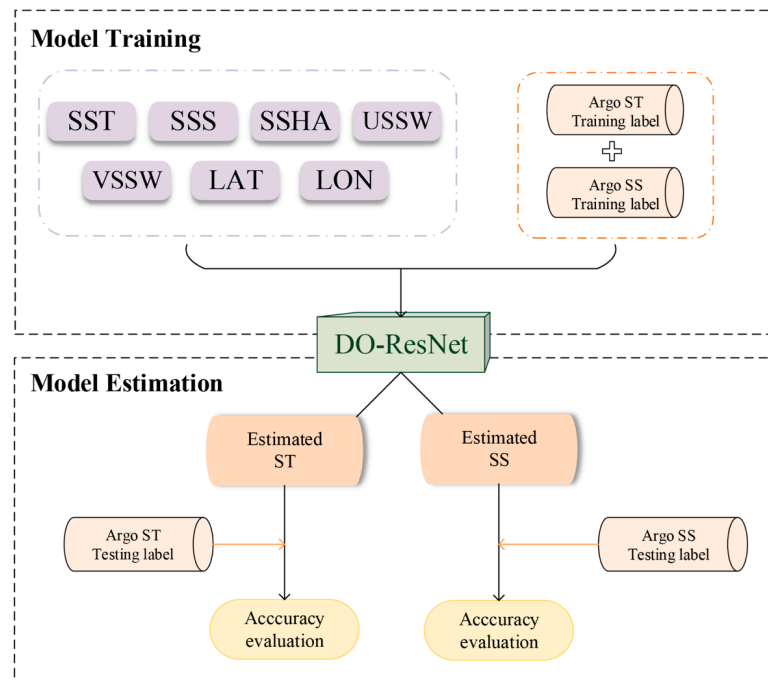 Model Training
SST
SSS
SSHA
USSW
VSSW
LAT
LON
Argo ST
Training label
Argo SS
Training label
DO-ResNet
Model Estimation
Estimated
ST
Estimated
SS
Argo ST
Testing label
Argo SS
Testing label
Acccuracy
evaluation
Acccuracy
evaluation